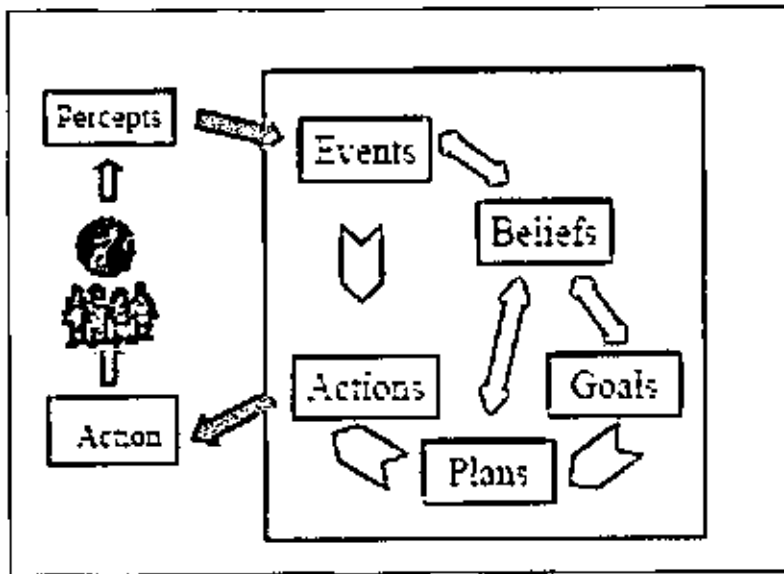 Percepts
Events
Beliefs
Actions
Goals
Action
Plans